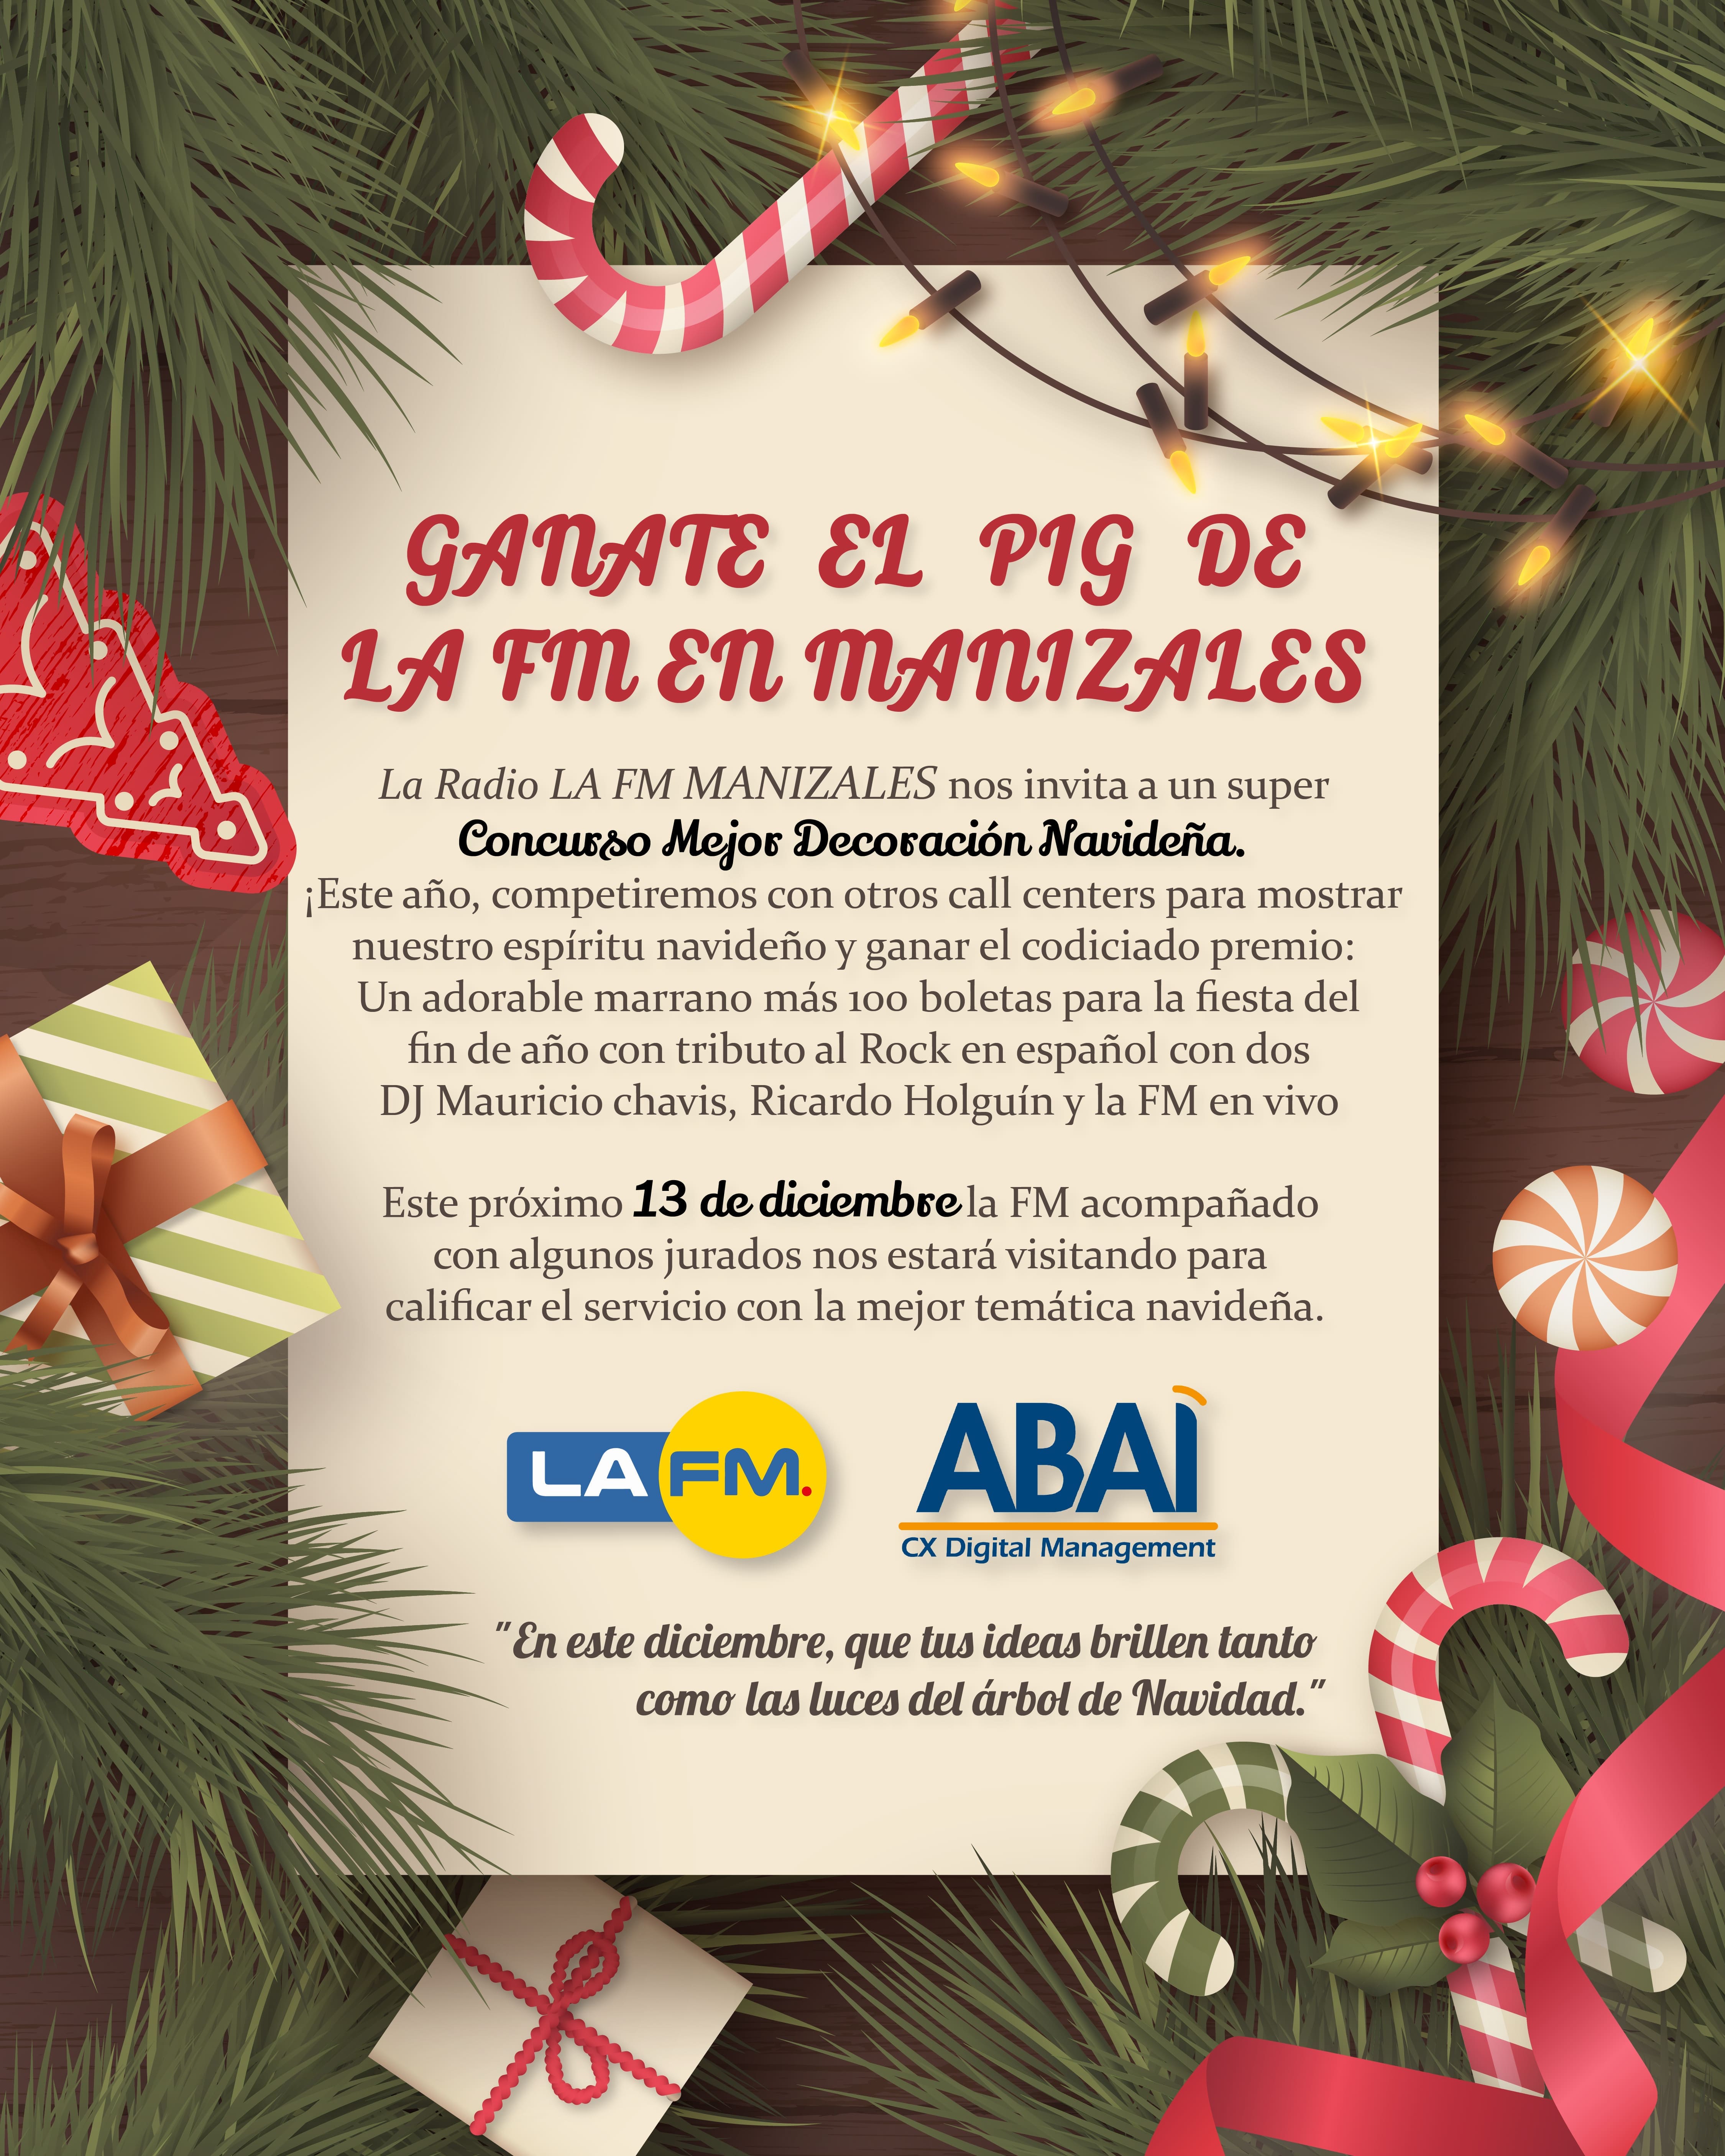 GANATE EL PIG DE
LA FM EN MANIZALES
La Radio LA FM MANIZALES nos invita a un super
Concurso Mejor Decoración Navideña.
¡Este año, competiremos con otros call centers para mostrar
nuestro espíritu navideño y ganar el codiciado premio:
Un adorable marrano más 100 boletas para la fiesta del
fin de año con tributo al Rock en español con dos
DJ Mauricio chavis, Ricardo Holguín y la FM en vivo
Este próximo 13 de diciembre la FM acompañado
con algunos jurados nos estará visitando para
calificar el servicio con la mejor temática navideña.
LA FM.
ABAI
CX Digital Management
"En este diciembre, que tus ideas brillen tanto
como las luces del árbol de Navidad."